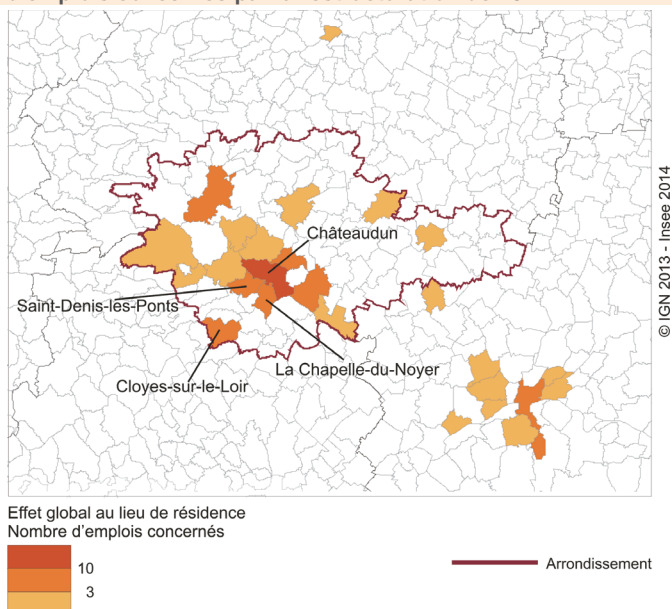 Châteaudun
Saint-Denis-les-Ponts
La Chapelle-du-Noyer
Cloyes-sur-le-Loir
© IGN 2013 - Insee 2014
Effet global au lieu de résidence
Nombre d'emplois concernés
10
3
Arrondissement